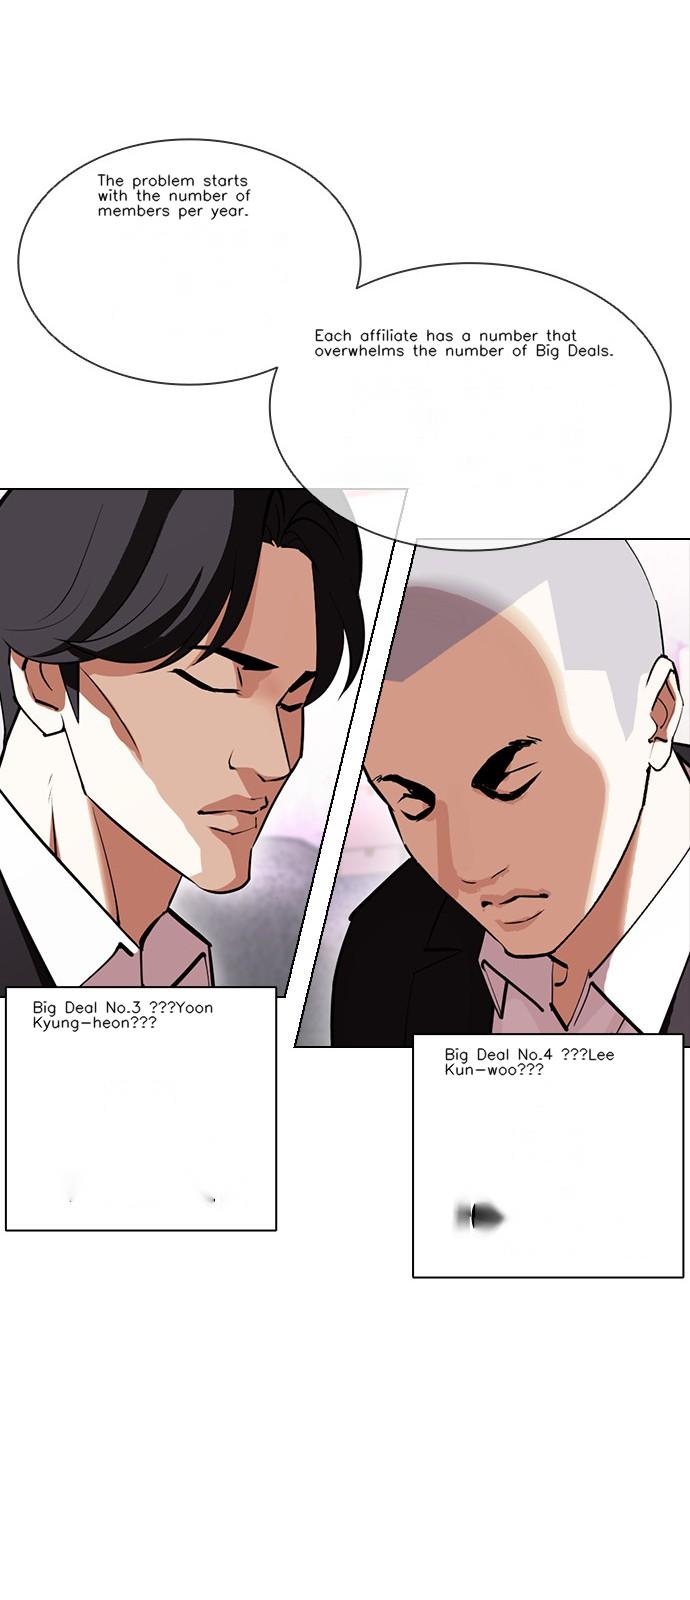 The problem starts
with the number of
members per year.
Each affiliate has a number that
overwhelms the number of Big Deals.
Big Deal No.3 ???Yoon
Kyung-heon???
Big Deal No.4 ???Lee
Kun-woo???